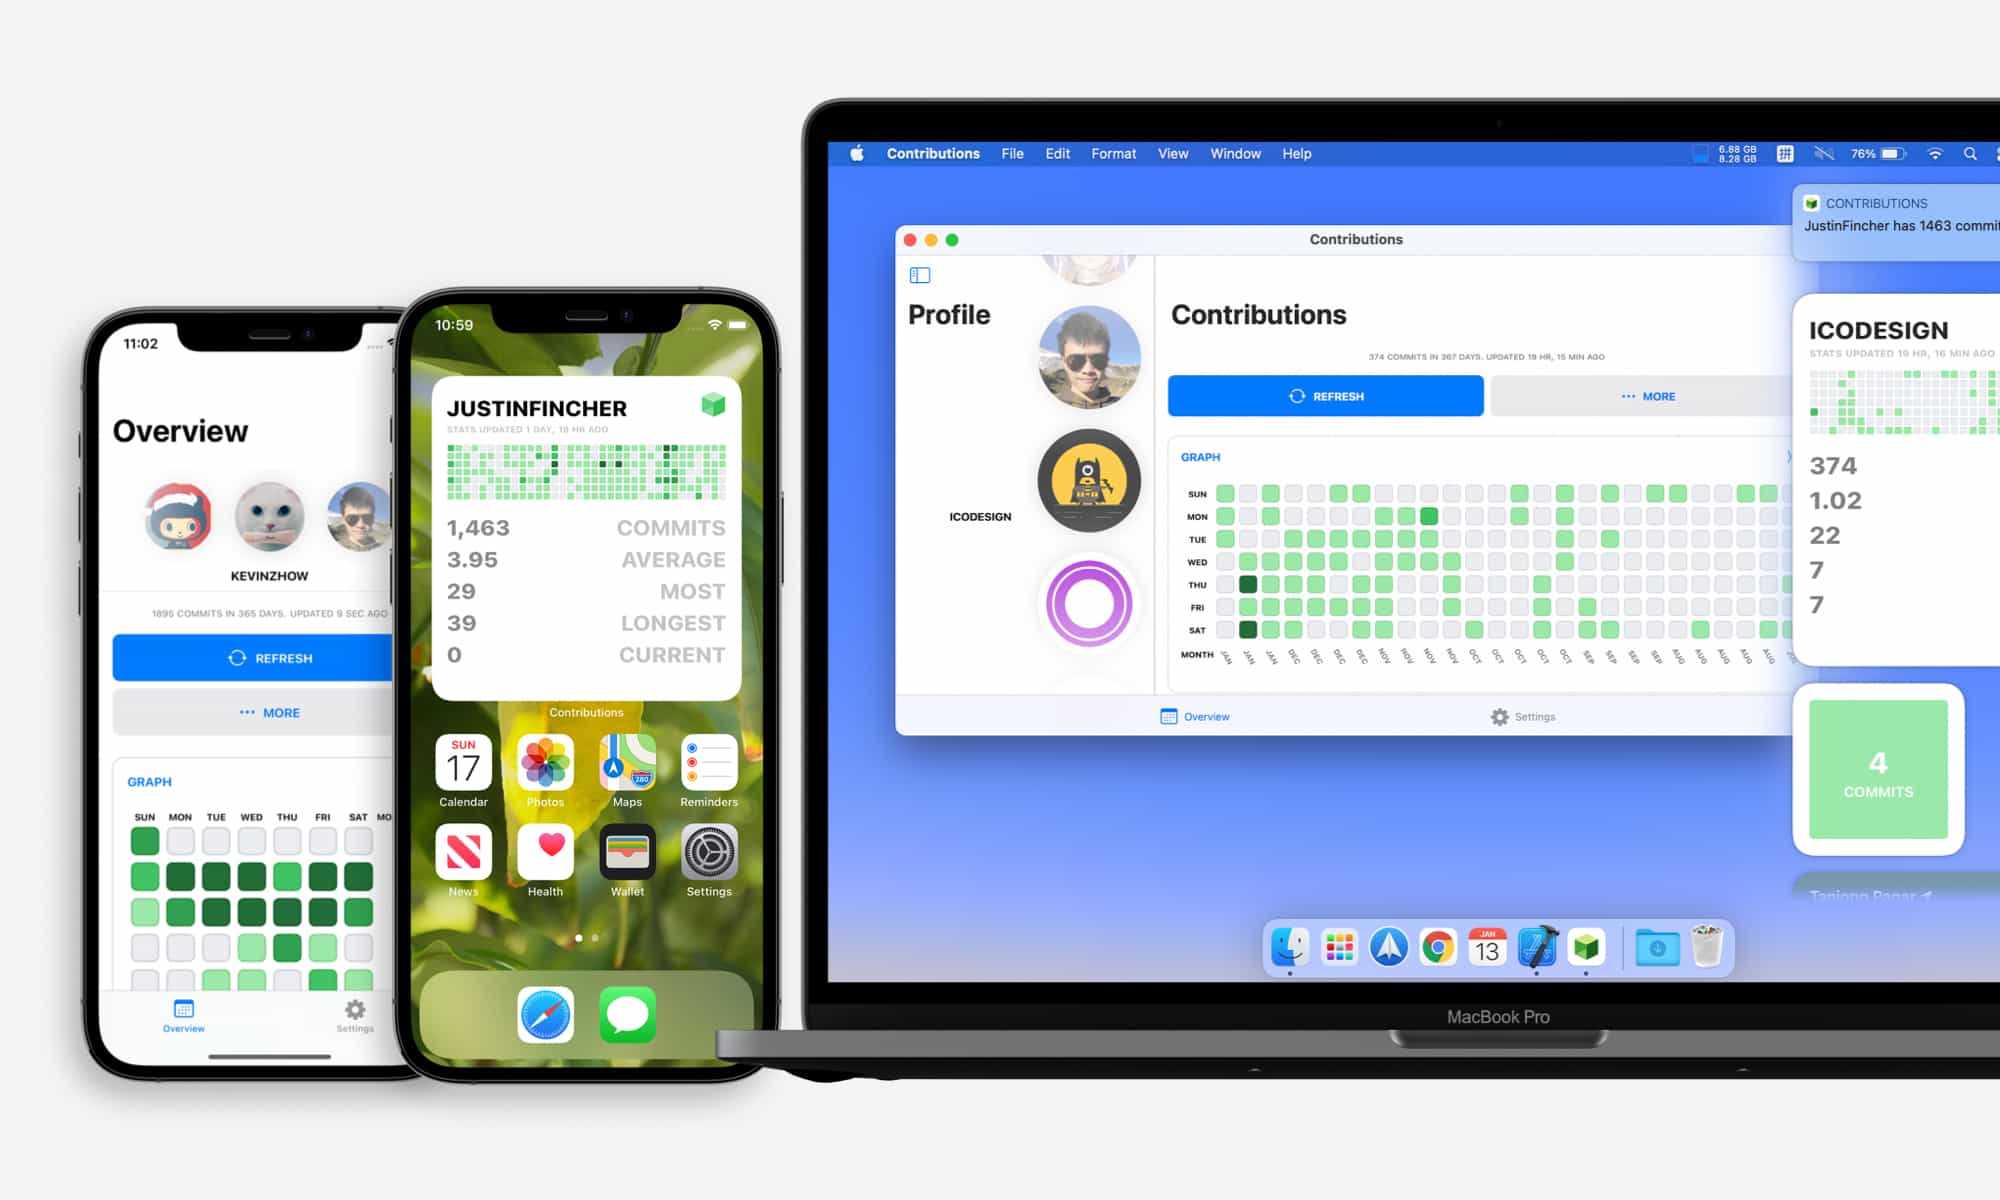 11:02
Overview
KEVINZHOW
1895 COMMITS IN 365 DAYS. UPDATED 9 SEC AGO
REFRESH
MORE
GRAPH
SUN MON TUE WED THU FRI SAT MO
Overview
Settings
10:59
JUSTINFINCHER
STATS UPDATED 1 DAY, 18 HR AGO
1,463 COMMITS
3.95 AVERAGE
29 MOST
39 LONGEST
0 CURRENT
Contributions
SUN
17
Calendar Photos Maps Reminders
280
News Health Wallet Settings
Contributions File Edit Format View Window Help
6.88 GB
8.28 GB
拼
76%
Contributions
Profile
ICODESIGN
Contributions
374 COMMITS IN 367 DAYS. UPDATED 19 HR, 15 MIN AGO
REFRESH
MORE
GRAPH
SUN
MON
TUE
WED
THU
FRI
SAT
MONTH JAN JAN JAN DEC DEC DEC DEC NOV NOV NOV NOV OCT OCT OCT OCT OCT SEP SEP SEP SEP AUG AUG AUG AUG AUG
Overview
Settings
CONTRIBUTIONS
JustinFincher has 1463 commit
ICODESIGN
STATS UPDATED 19 HR, 16 MIN AGO
374
1.02
22
7
7
4
COMMITS
Tanjong Pagar
JAN
13
MacBook Pro